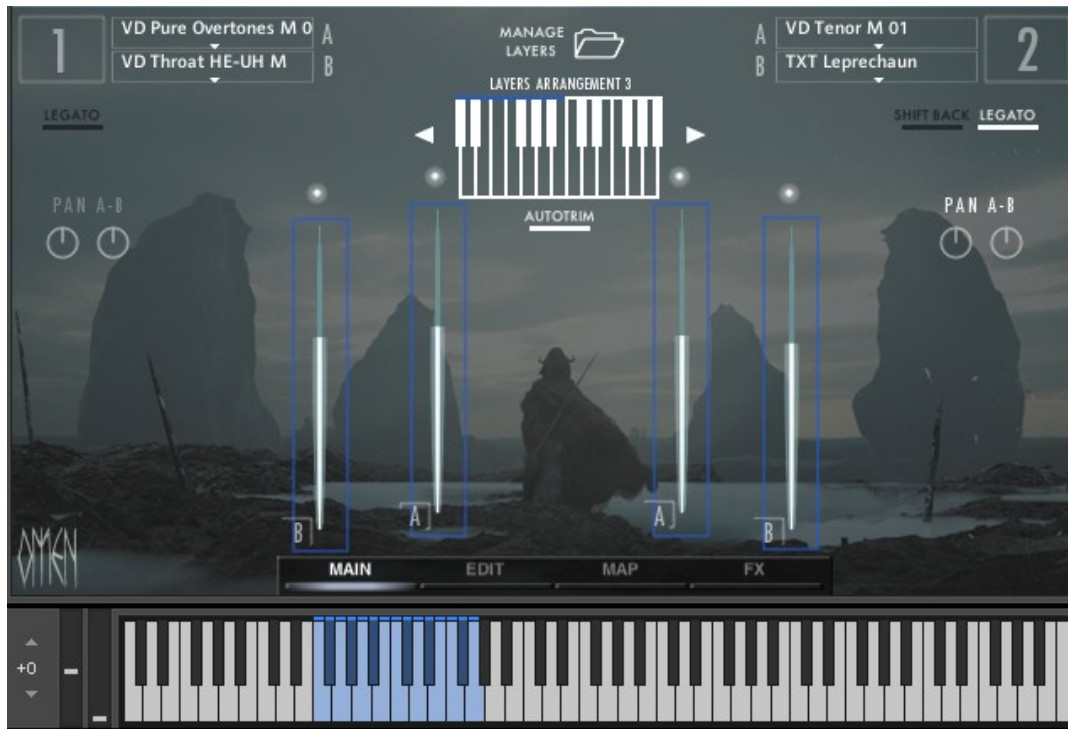 1
VD Pure Overtones M 0
A
VD Throat HE-UH M
B
MANAGE
LAYERS
A
VD Tenor M 01
B
TXT Leprechaun
2
LAYERS ARRANGEMENT 3
LEGATO
SHIFT BACK
LEGATO
PAN A-B
AUTOTRIM
PAN A-B
B
A
A
B
OMEN
MAIN
EDIT
MAP
FX
+0